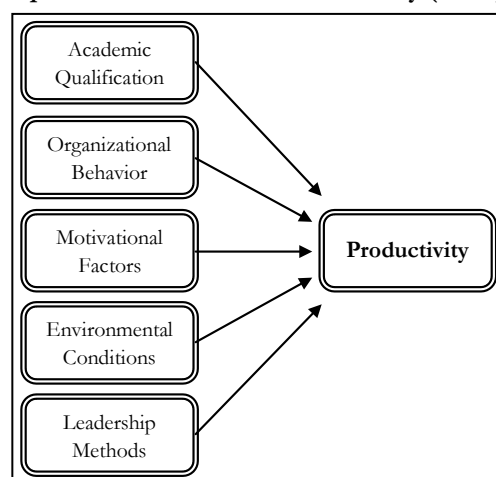 Academic
Qualification
Organizational
Behavior
Motivational
Factors
Productivity
Environmental
Conditions
Leadership
Methods